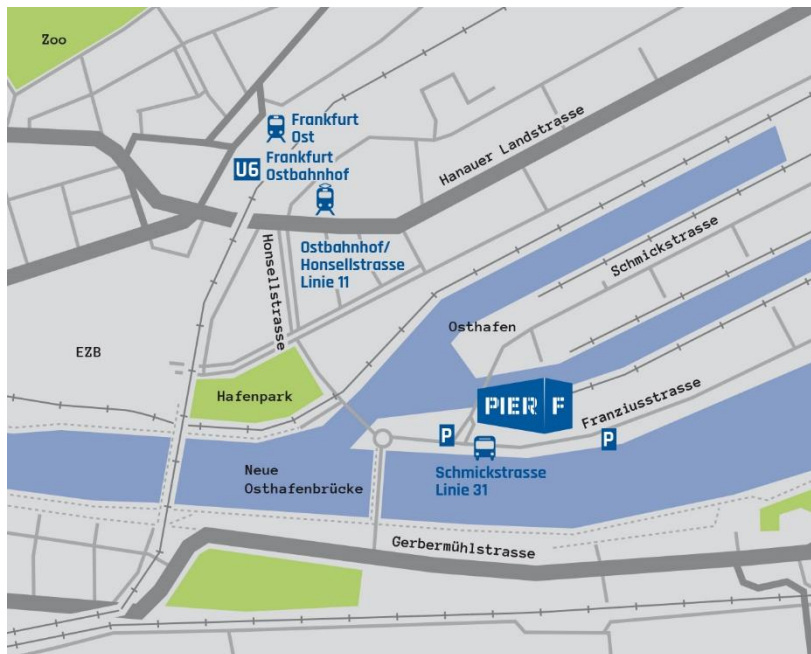 Zoo
Frankfurt
Ost
U6
Frankfurt
Ostbahnhof
Hanauer Landstrasse
Ostbahnhof/
Honsellstrasse
Linie 11
Honsellstrasse
Schmickstrasse
Osthafen
EZB
Hafenpark
PIER F
Franziusstrasse
P
P
Schmickstrasse
Linie 31
Neue
Osthafenbrücke
Gerbermühlstrasse